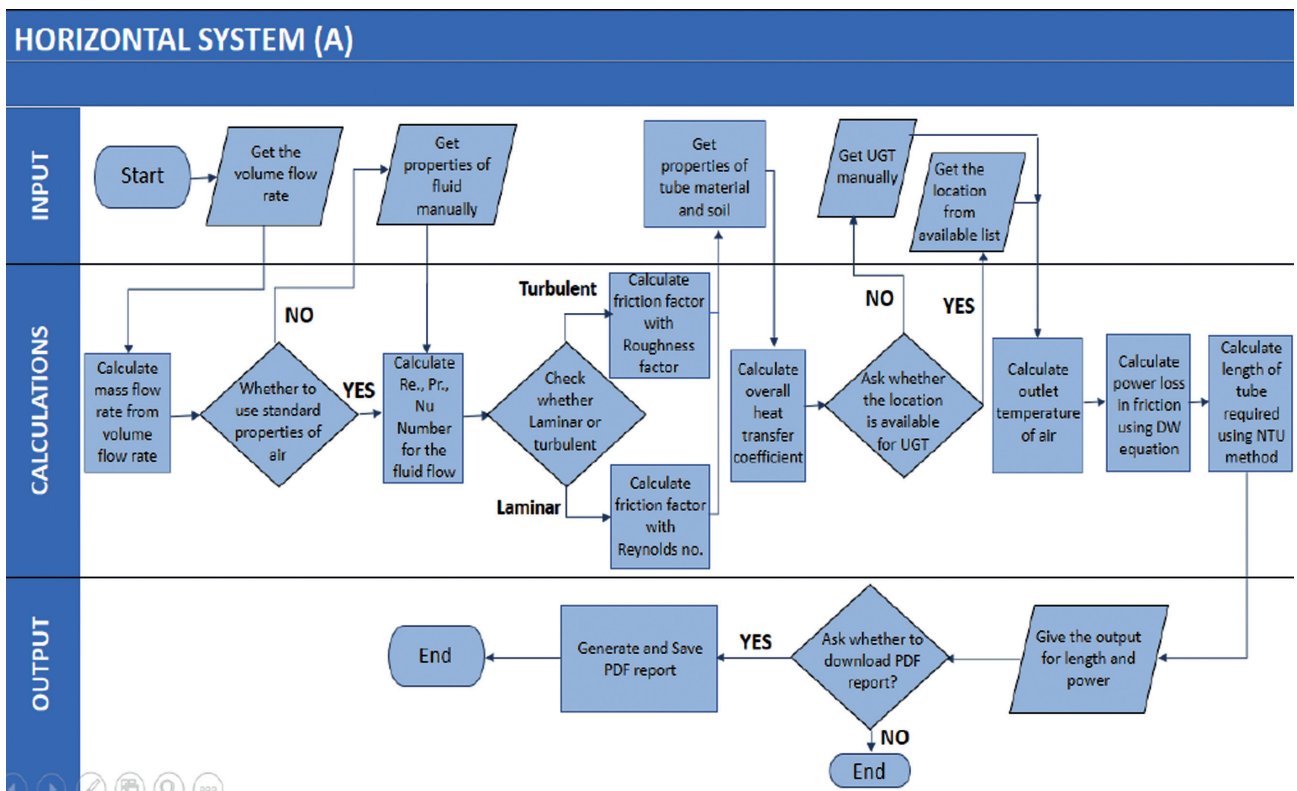 HORIZONTAL SYSTEM (A)
INPUT
Start
Get the
volume flow
rate
Get
properties of
fluid
manually
Get
properties of
tube material
and soil
Get UGT
manually
Get the
location
from
available list
CALCULATIONS
Calculate
mass flow
rate from
volume
flow rate
NO
Whether to
use standard
properties of
air
YES
Calculate
Re., Pr.,
Nu
Number for
the fluid
flow
Check
whether
Laminar or
turbulent
Turbulent
Calculate
friction factor
with
Roughness
factor
Laminar
Calculate
friction factor
with
Reynolds no.
Calculate
overall
heat
transfer
coefficient
NO
YES
Ask whether
the location
is available
for UGT
Calculate
outlet
temperature
of air
Calculate
power loss
in friction
using DW
equation
Calculate
length of
tube
required
using NTU
method
OUTPUT
End
Generate and Save
PDF report
YES
Ask whether to
download PDF
report?
NO
End
Give the output
for length and
power